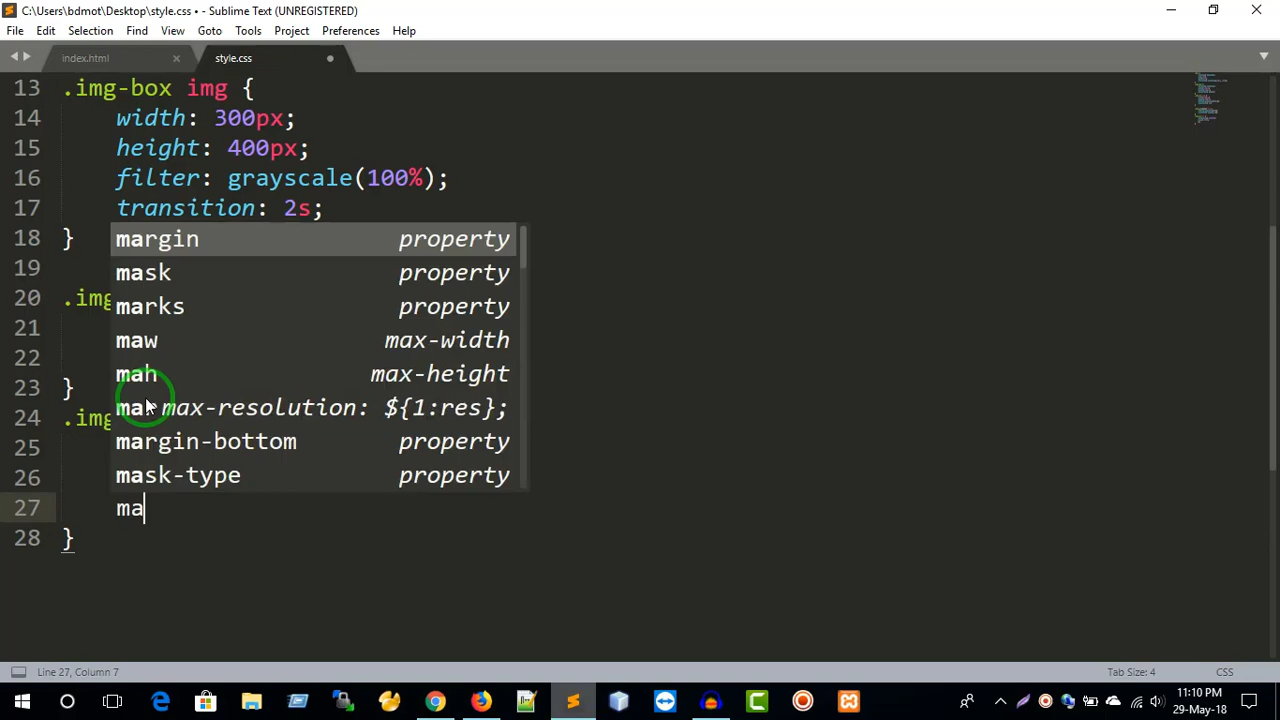 C:\Users\bdmot\Desktop\style.css • - Sublime Text (UNREGISTERED)
File Edit Selection Find View Goto Tools Project Preferences Help
index.html style.css
13 .img-box img {
14 width: 300px;
15 height: 400px;
16 filter: grayscale(100%);
17 transition: 2s;
18 }
margin property
19
mask property
20 .img
marks property
21
maw max-width
22
mah max-height
23 }
max-resolution: ${1:res};
24 .img
25
margin-bottom property
26
mask-type property
27 ma
28 }
Line 27, Column 7 Tab Size: 4 CSS
11:10 PM
29-May-18